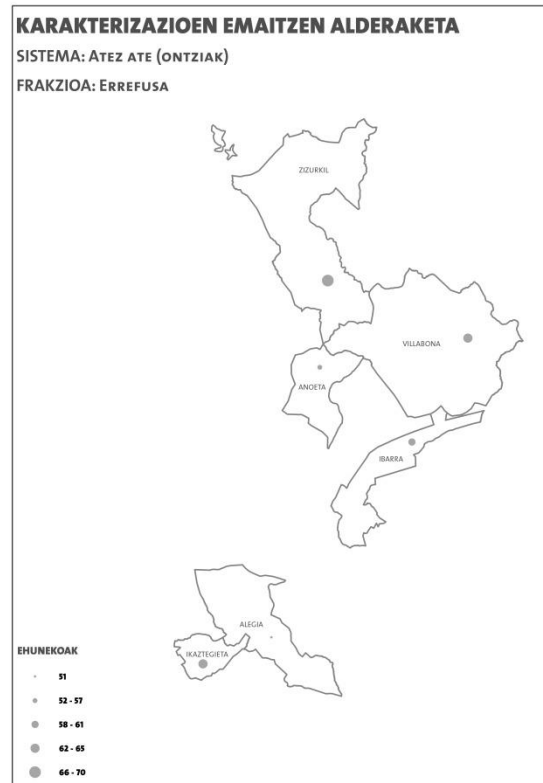 KARAKTERIZAZIOEN EMAITZEN ALDERAKETA
SISTEMA: ATEZ ATE (ONTZIAK)
FRAKZIOA: ERREFUSA
ZIZURKIL
VILLABONA
ANOETA
IBARRA
ALEGIA
IKAZTEGIETA
EHUNEKOAK
51
52 - 57
58 - 61
62 - 65
66 - 70